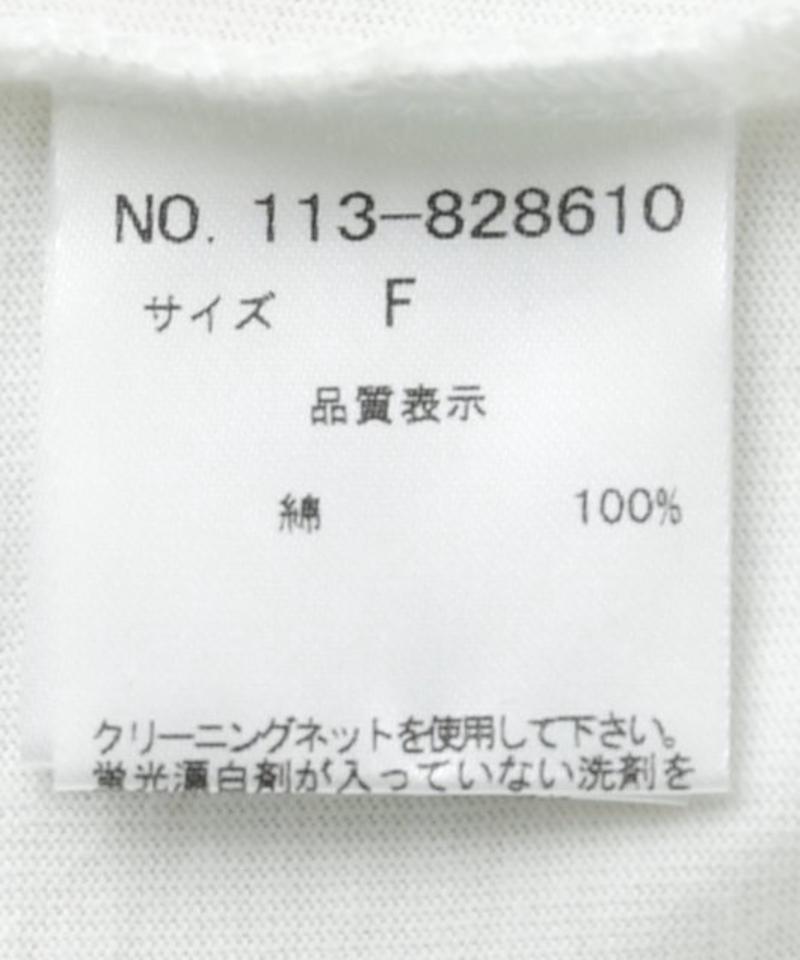 NO. 113-828610
サイズ F
品質表示
綿 100%
クリーニングネットを使用して下さい。
蛍光漂白剤が入っていない洗剤を